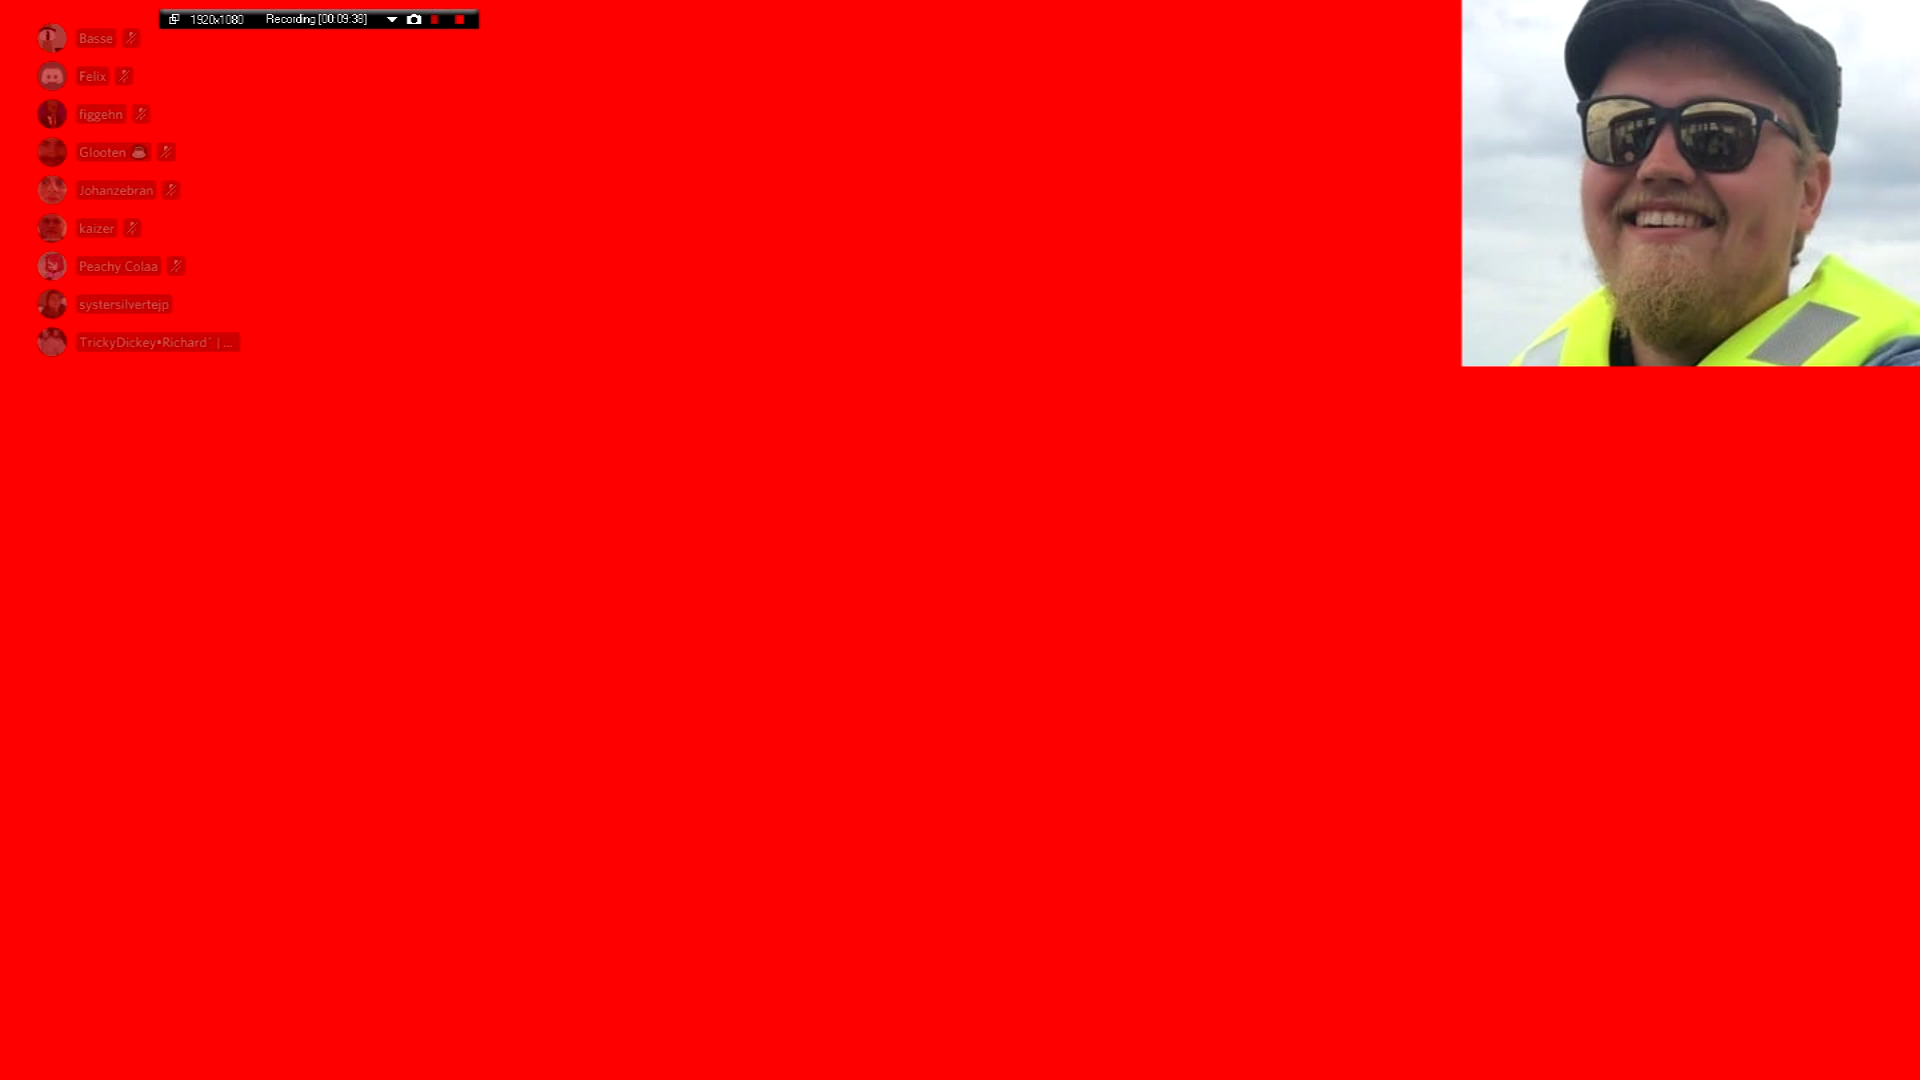 1920x1080 Recording [00:09:38]
Basse
Felix
figgehn
Glooten
Johanzebran
kaizer
Peachy Colaa
systersilvertejp
TrickyDickey•Richard´ | ...